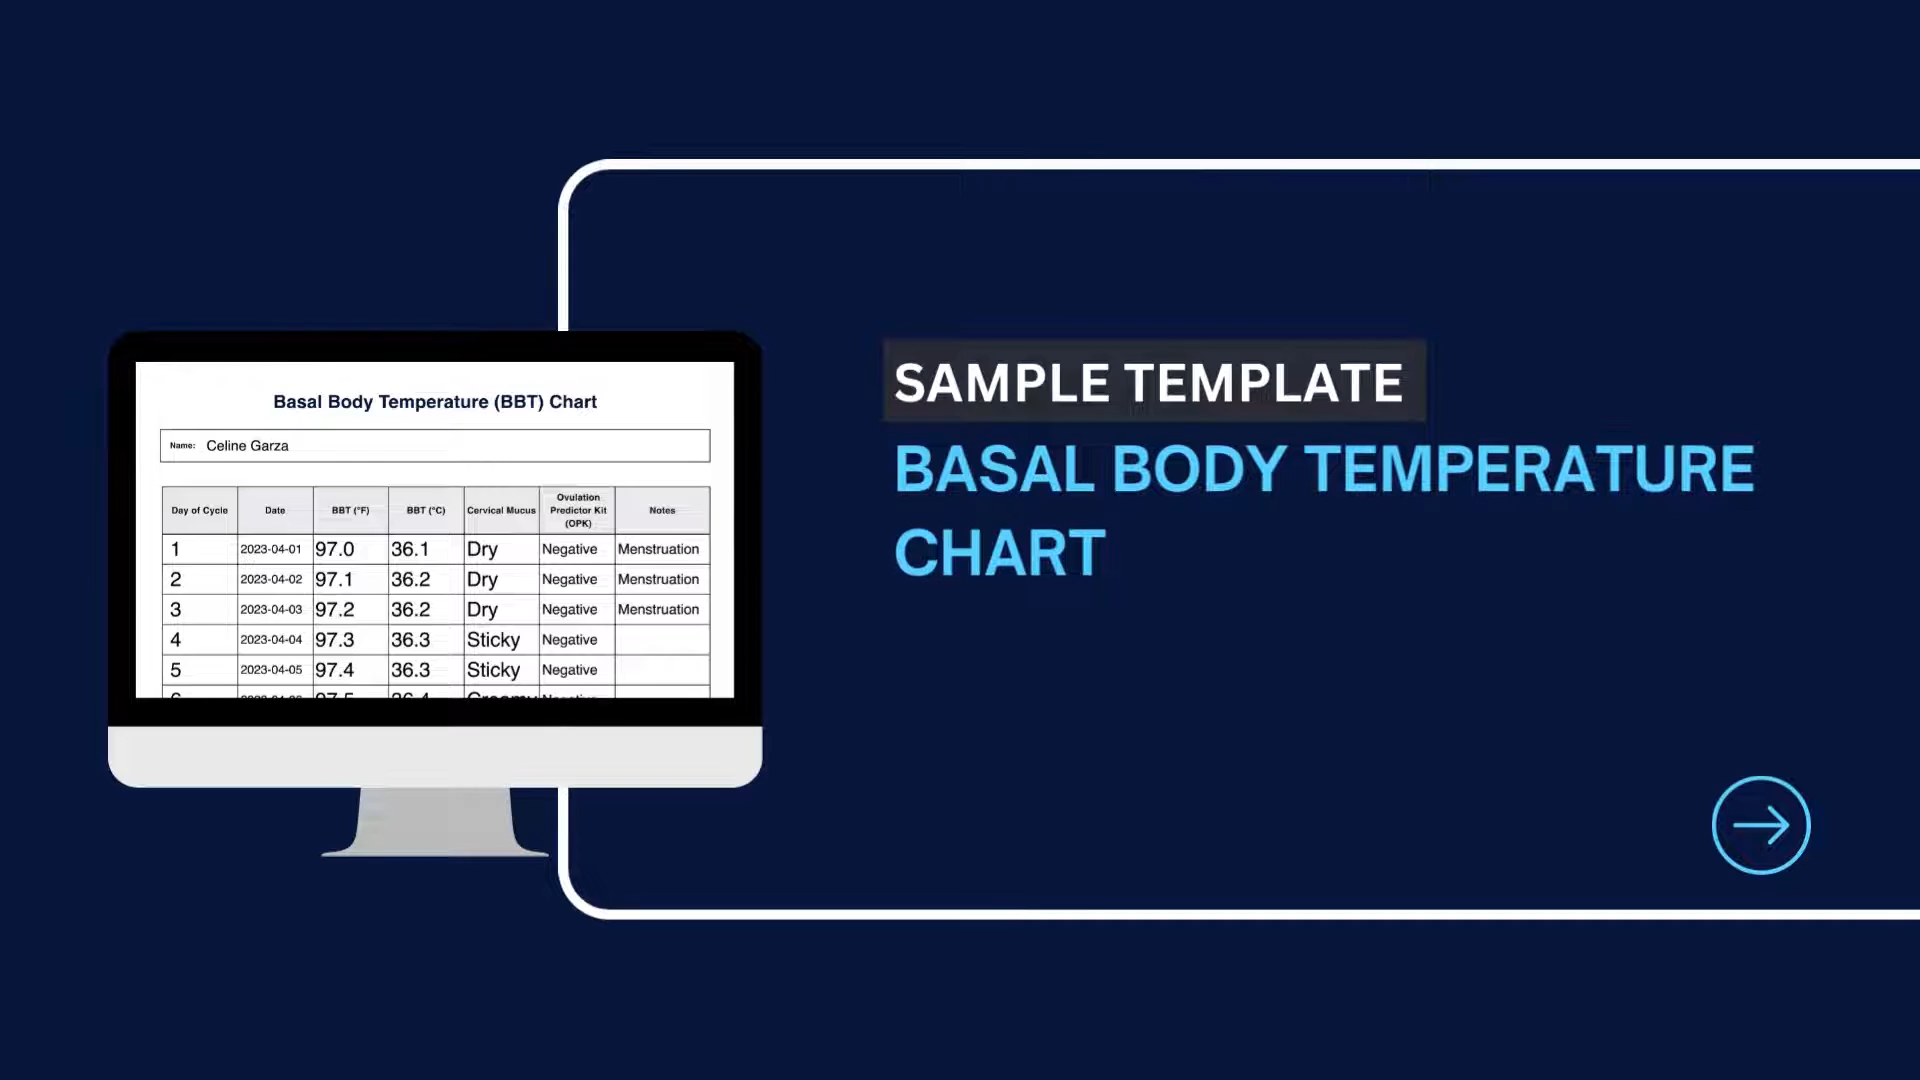 Basal Body Temperature (BBT) Chart
Name: Celine Garza
Day of Cycle Date BBT (°F) BBT (°C) Cervical Mucus Ovulation Predictor Kit (OPK) Notes
1 2023-04-01 97.0 36.1 Dry Negative Menstruation
2 2023-04-02 97.1 36.2 Dry Negative Menstruation
3 2023-04-03 97.2 36.2 Dry Negative Menstruation
4 2023-04-04 97.3 36.3 Sticky Negative
5 2023-04-05 97.4 36.3 Sticky Negative
SAMPLE TEMPLATE
BASAL BODY TEMPERATURE
CHART